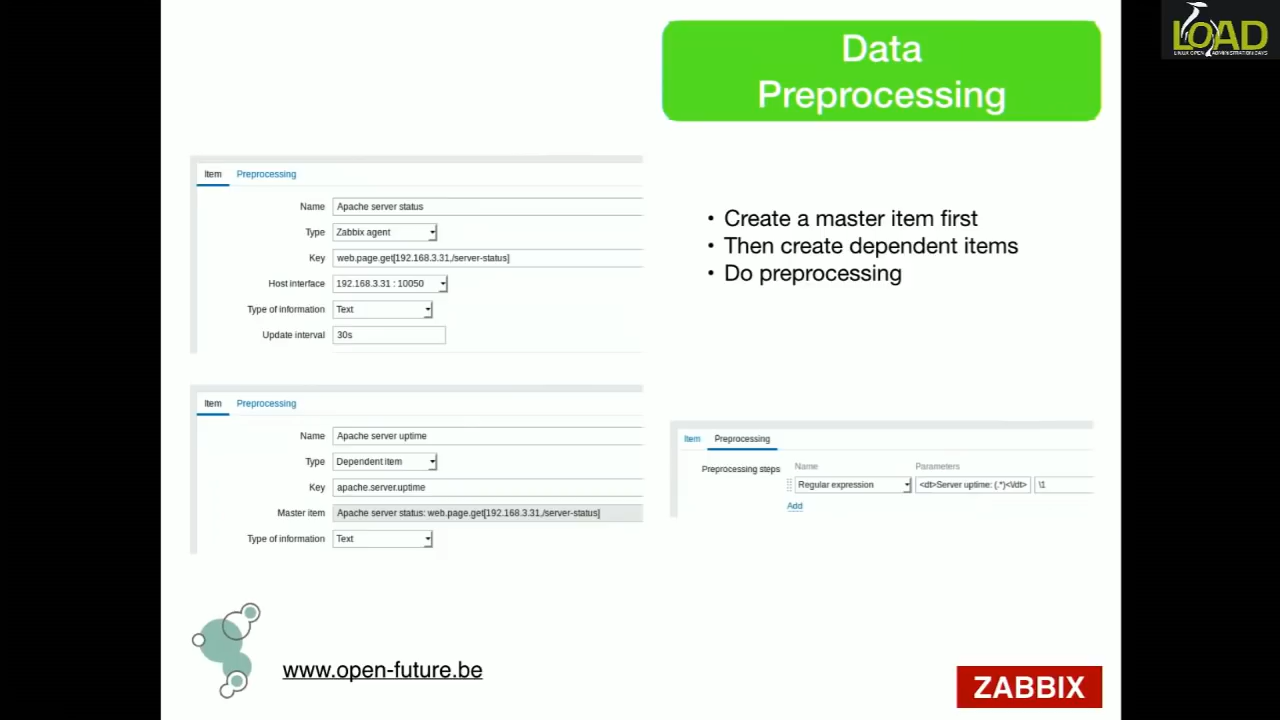 LOAD
LINUX OPEN ADMINISTRATION DAYS
Data
Preprocessing
Item Preprocessing
Name Apache server status
Type Zabbix agent
Key web.page.get[192.168.3.31,/server-status]
Host interface 192.168.3.31 : 10050
Type of information Text
Update interval 30s
• Create a master item first
• Then create dependent items
• Do preprocessing
Item Preprocessing
Name Apache server uptime
Type Dependent item
Key apache.server.uptime
Master item Apache server status: web.page.get[192.168.3.31,/server-status]
Type of information Text
Item Preprocessing
Preprocessing steps Name Parameters
Regular expression <dt>Server uptime: (.*)<\/dt> \1
Add
www.open-future.be
ZABBIX